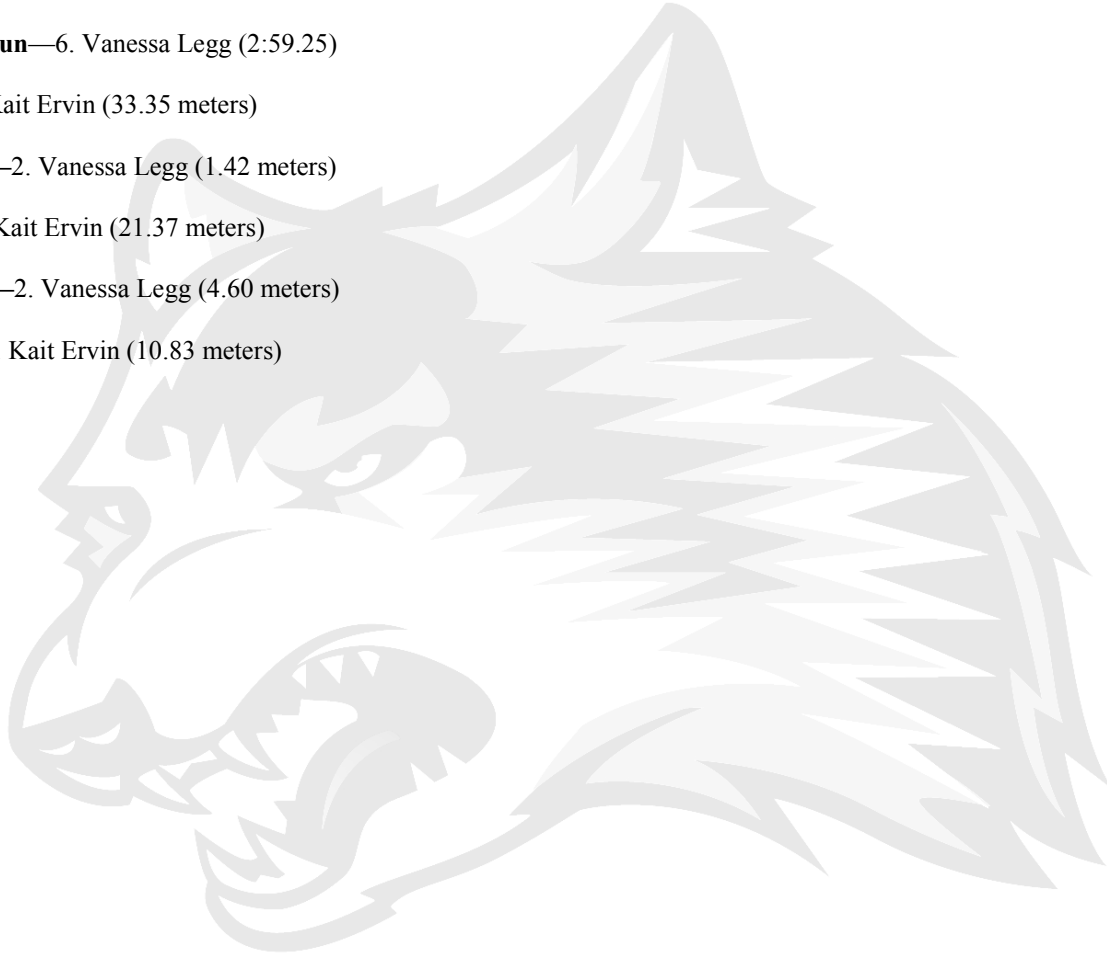 un—6. Vanessa Legg (2:59.25)
ait Ervin (33.35 meters)
—2. Vanessa Legg (1.42 meters)
Kait Ervin (21.37 meters)
—2. Vanessa Legg (4.60 meters)
Kait Ervin (10.83 meters)